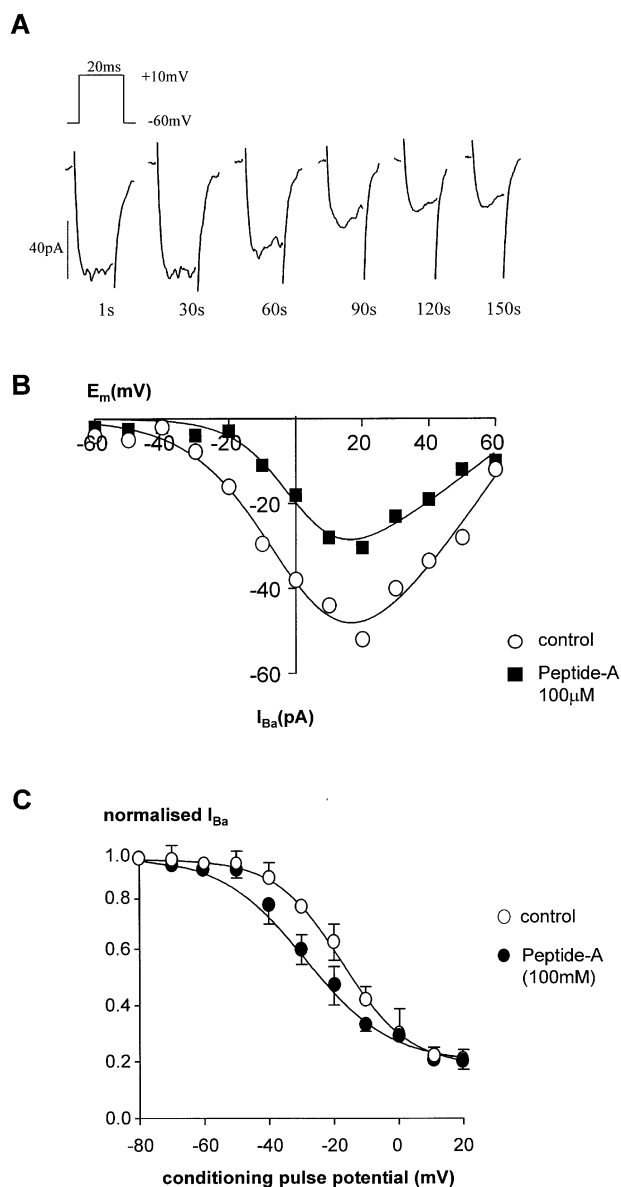 A
20ms
+10mV
-60mV
40pA
1s 30s 60s 90s 120s 150s
B
Em(mV)
-60 -40 -20 20 40 60
-20
-40
-60
IBa(pA)
control
Peptide-A
100µM
C
normalised IBa
1.0
0.8
0.6
0.4
0.2
0.0
-80 -60 -40 -20 0 20
conditioning pulse potential (mV)
control
Peptide-A
(100mM)